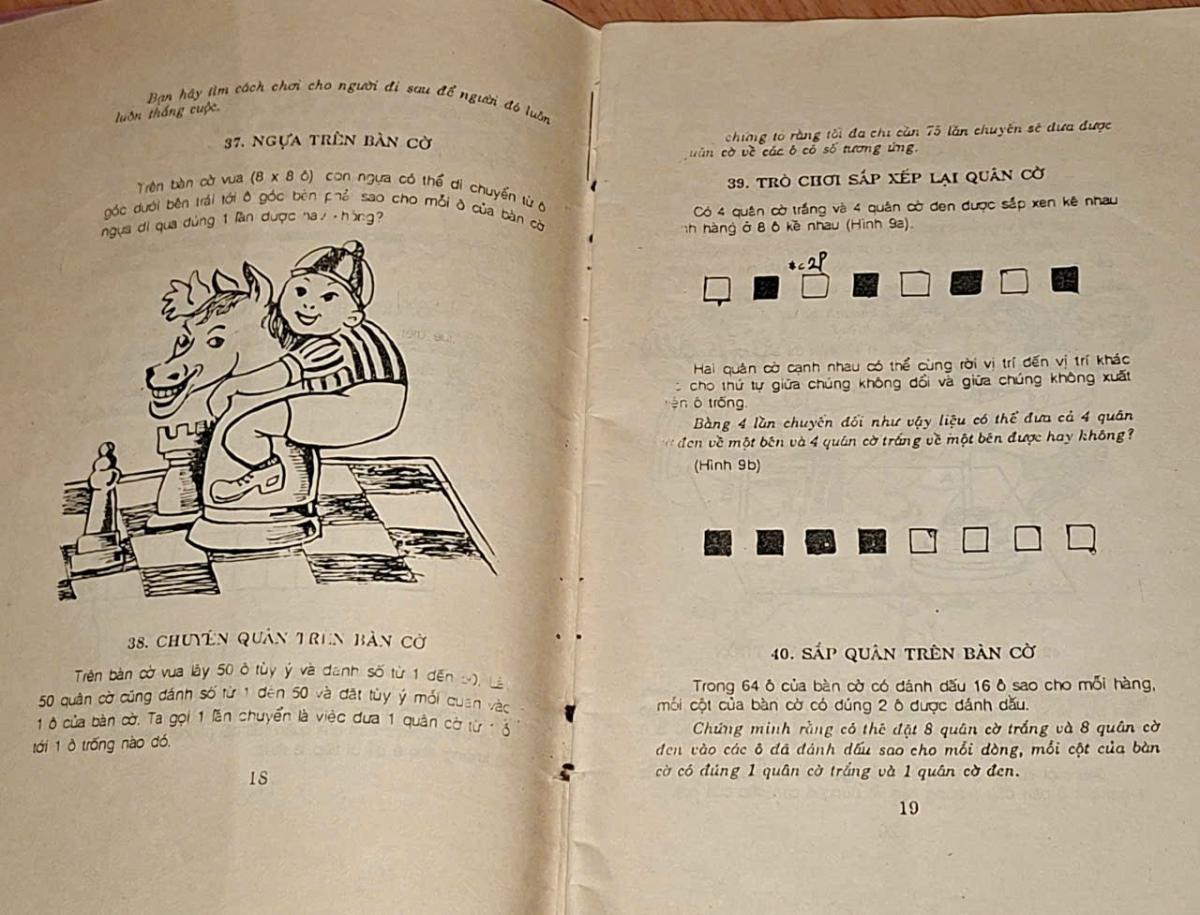 Bạn hãy tìm cách chơi cho người đi sau để người đó luôn
luôn thắng cuộc.
37. NGỰA TRÊN BÀN CỜ
Trên bàn cờ vua (8 x 8 ô) con ngựa có thể di chuyển từ ô
góc dưới bên trái tới ô góc bên sao cho mỗi ô của bàn cờ
ngựa đi qua đúng 1 lần được hay không?
38. CHUYỂN QUÂN TRÊN BÀN CỜ
Trên bàn cờ vua lấy 50 ô tùy ý và đánh số từ 1 đến
50 quân cờ cũng đánh số từ 1 đến 50 và đặt tùy ý mỗi quân vào
1 ô của bàn cờ. Ta gọi 1 lần chuyển là việc đưa 1 quân cờ từ
tới 1 ô trống nào đó.
18
chứng tỏ rằng tối đa chỉ cần 75 lần chuyển sẽ đưa được
quân cờ về các ô có số tương ứng.
39. TRÒ CHƠI SẮP XẾP LẠI QUÂN CỜ
Có 4 quân cờ trắng và 4 quân cờ đen được sắp xen kẽ nhau
hàng ở 8 ô kề nhau (Hình 9a).
Hai quân cờ cạnh nhau có thể cùng rời vị trí đến vị trí khác
cho thứ tự giữa chúng không đổi và giữa chúng không xuất
ô trống.
Bằng 4 lần chuyển đổi như vậy liệu có thể đưa cả 4 quân
đen về một bên và 4 quân cờ trắng về một bên được hay không?
(Hình 9b)
40. SẮP QUÂN TRÊN BÀN CỜ
Trong 64 ô của bàn cờ có đánh dấu 16 ô sao cho mỗi hàng,
mỗi cột của bàn cờ có đúng 2 ô được đánh dấu.
Chứng minh rằng có thể đặt 8 quân cờ trắng và 8 quân cờ
đen vào các ô đã đánh dấu sao cho mỗi dòng, mỗi cột của bàn
cờ có đúng 1 quân cờ trắng và 1 quân cờ đen.
19